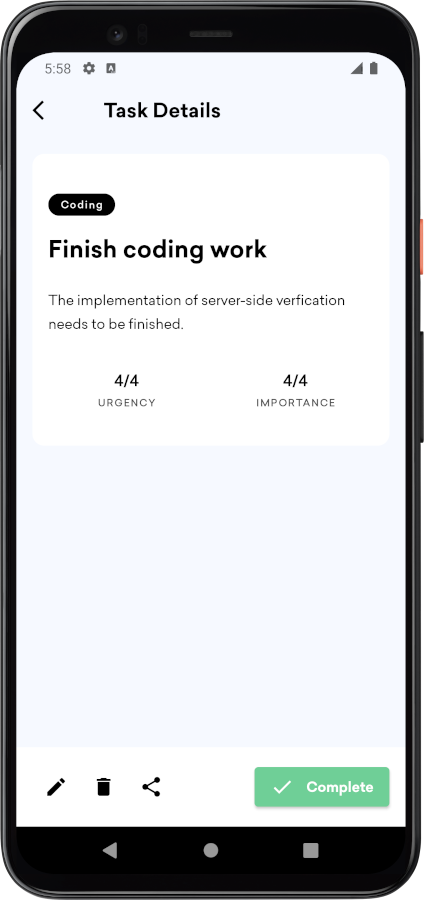 5:58
Task Details
Coding
Finish coding work
The implementation of server-side verfication
needs to be finished.
4/4 4/4
URGENCY IMPORTANCE
Complete